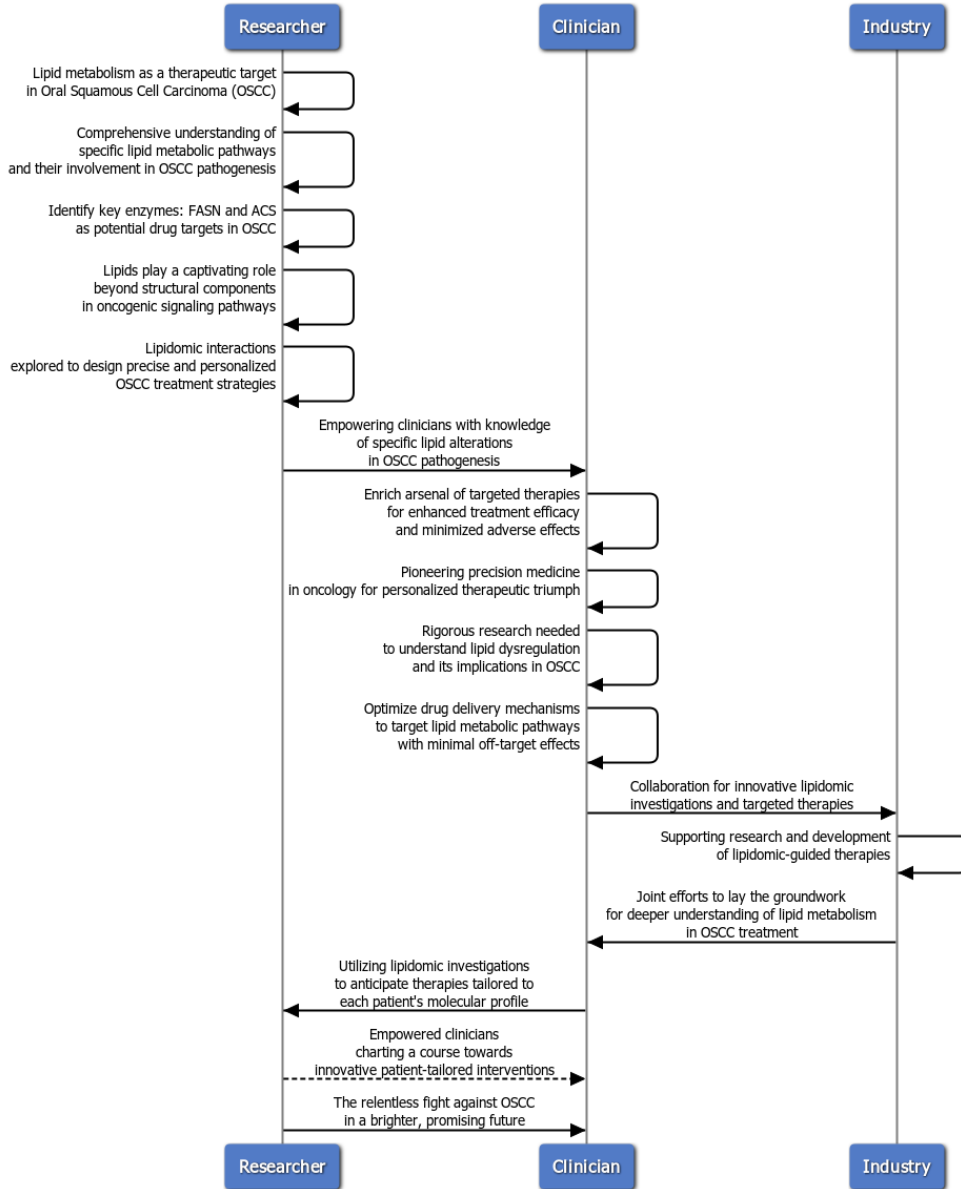 Researcher
Clinician
Industry
Lipid metabolism as a therapeutic target
in Oral Squamous Cell Carcinoma (OSCC)
Comprehensive understanding of
specific lipid metabolic pathways
and their involvement in OSCC pathogenesis
Identify key enzymes: FASN and ACS
as potential drug targets in OSCC
Lipids play a captivating role
beyond structural components
in oncogenic signaling pathways
Lipidomic interactions
explored to design precise and personalized
OSCC treatment strategies
Empowering clinicians with knowledge
of specific lipid alterations
in OSCC pathogenesis
Enrich arsenal of targeted therapies
for enhanced treatment efficacy
and minimized adverse effects
Pioneering precision medicine
in oncology for personalized therapeutic triumph
Rigorous research needed
to understand lipid dysregulation
and its implications in OSCC
Optimize drug delivery mechanisms
to target lipid metabolic pathways
with minimal off-target effects
Collaboration for innovative lipidomic
investigations and targeted therapies
Supporting research and development
of lipidomic-guided therapies
Joint efforts to lay the groundwork
for deeper understanding of lipid metabolism
in OSCC treatment
Utilizing lipidomic investigations
to anticipate therapies tailored to
each patient's molecular profile
Empowered clinicians
charting a course towards
innovative patient-tailored interventions
The relentless fight against OSCC
in a brighter, promising future
Researcher
Clinician
Industry